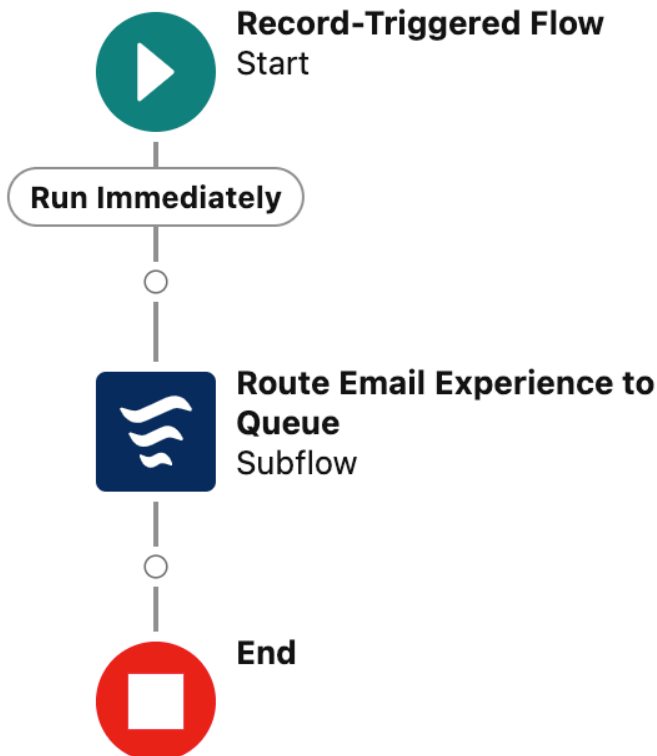 Record-Triggered Flow
Start
Run Immediately
Route Email Experience to
Queue
Subflow
End